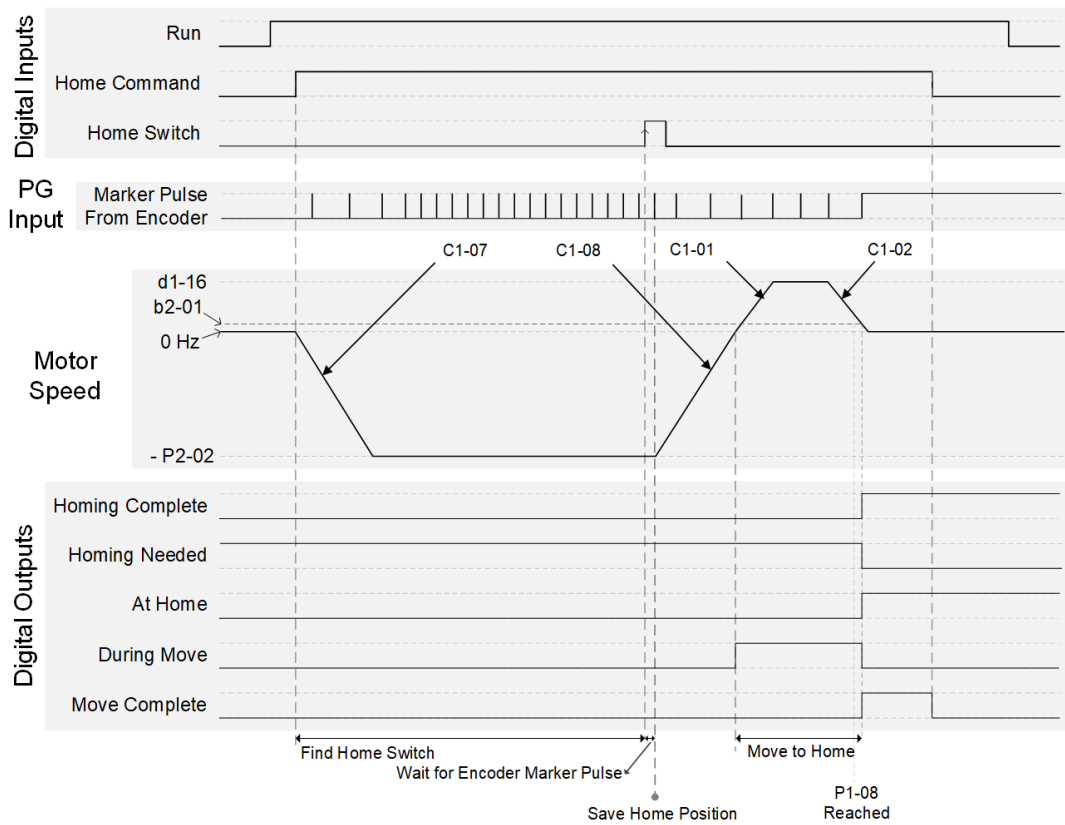 Digital Inputs
Run
Home Command
Home Switch
PG
Input
Marker Pulse
From Encoder
C1-07
C1-08
C1-01
C1-02
Motor
Speed
d1-16
b2-01
0 Hz
- P2-02
Digital Outputs
Homing Complete
Homing Needed
At Home
During Move
Move Complete
Find Home Switch
Move to Home
Wait for Encoder Marker Pulse
Save Home Position
P1-08
Reached